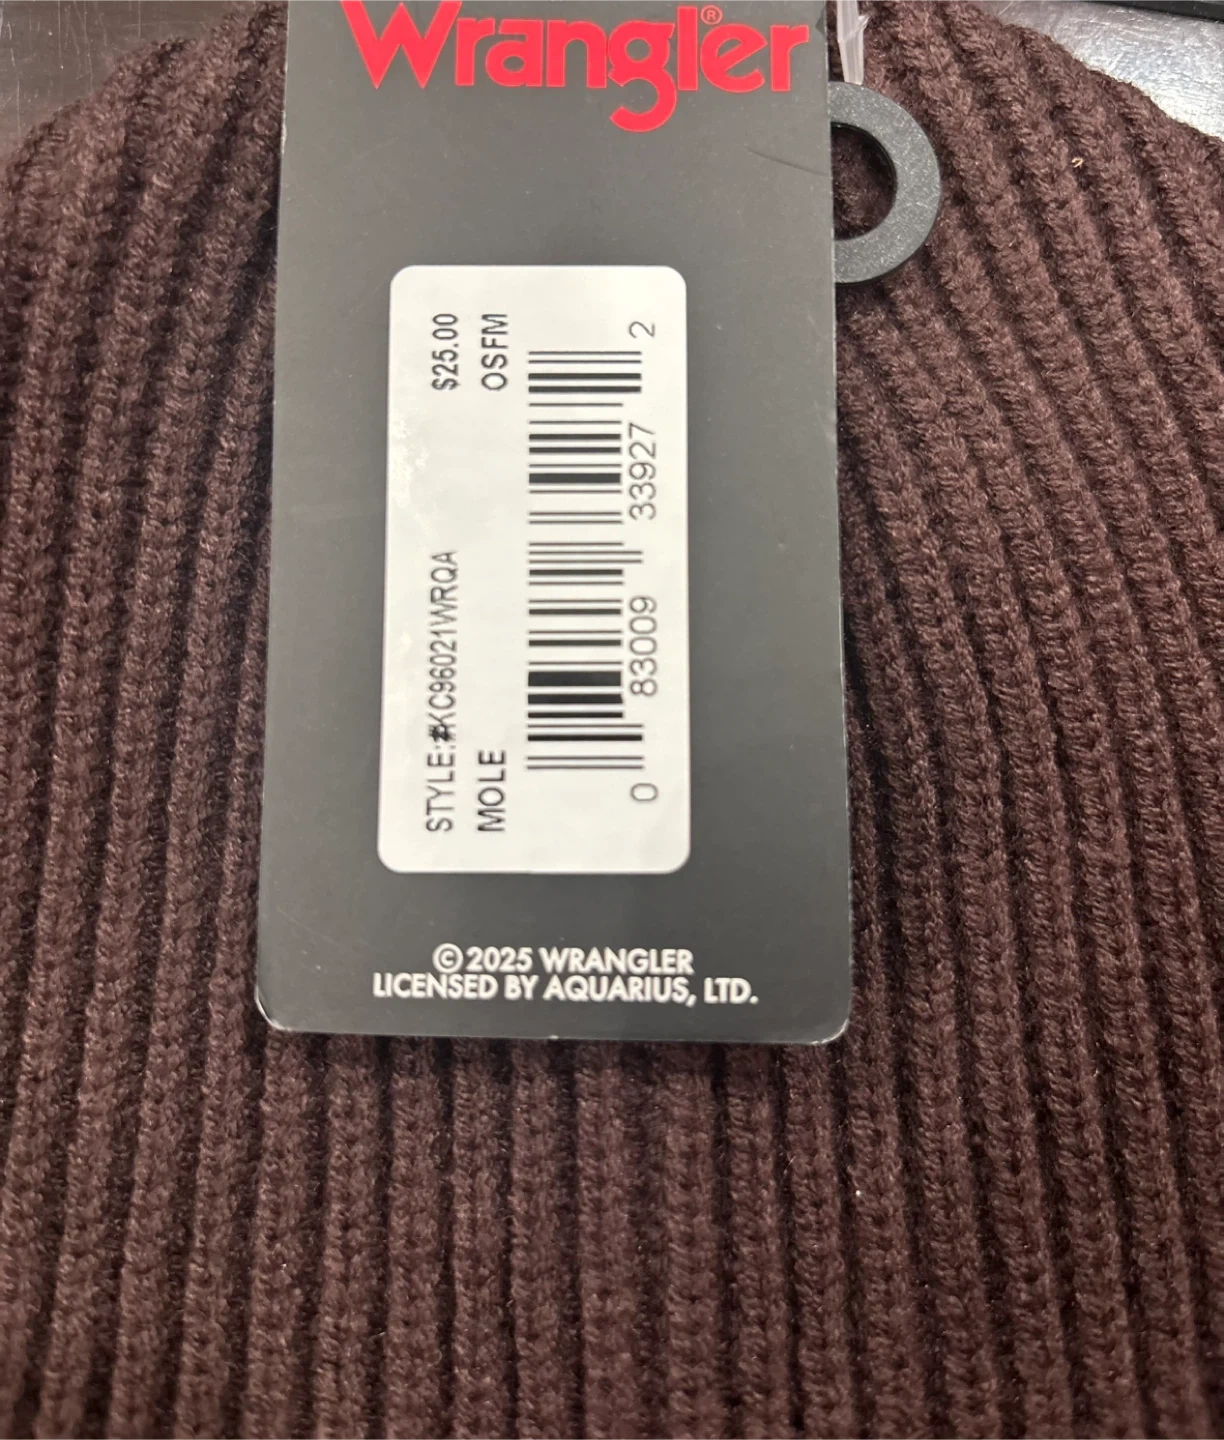 Wrangler®
STYLE:#KC96021WRQA $25.00
MOLE OSFM
0 83009 33927 2
© 2025 WRANGLER
LICENSED BY AQUARIUS, LTD.